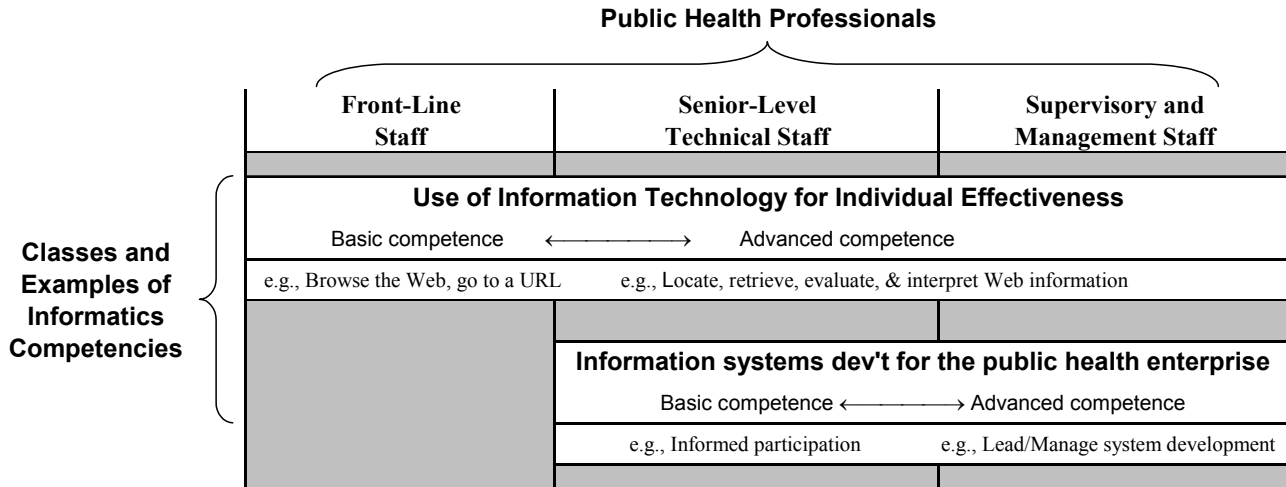 Public Health Professionals
Front-Line
Staff
Senior-Level
Technical Staff
Supervisory and
Management Staff
Classes and
Examples of
Informatics
Competencies
Use of Information Technology for Individual Effectiveness
Basic competence ←⎯⎯⎯→ Advanced competence
e.g., Browse the Web, go to a URL e.g., Locate, retrieve, evaluate, & interpret Web information
Information systems dev't for the public health enterprise
Basic competence ←⎯⎯⎯→ Advanced competence
e.g., Informed participation e.g., Lead/Manage system development